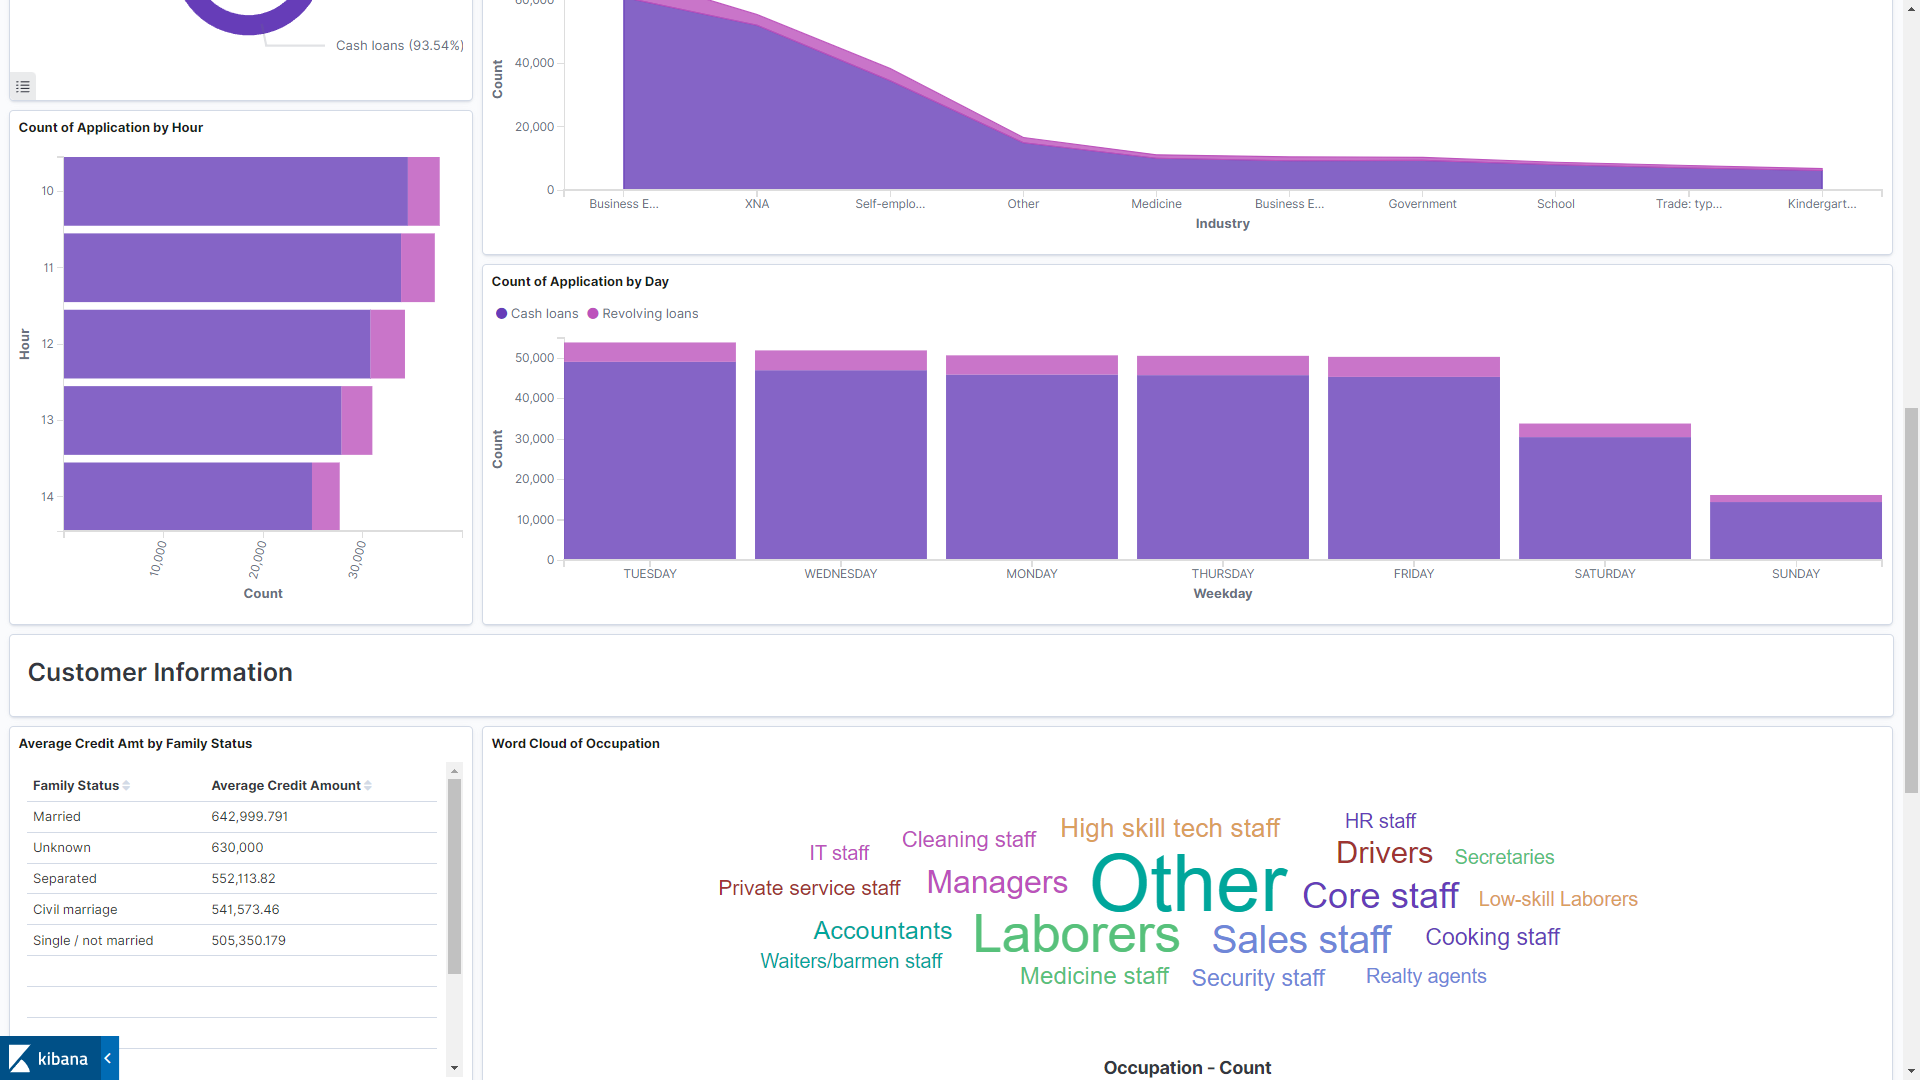 Cash loans (93.54%)
60,000
40,000
20,000
0
Count
Business E...
XNA
Self-emplo...
Other
Medicine
Business E...
Government
School
Trade: typ...
Kindergart...
Industry
Count of Application by Hour
10
11
12
13
14
Hour
10,000
20,000
30,000
Count
Count of Application by Day
Cash loans
Revolving loans
50,000
40,000
30,000
20,000
10,000
0
Count
TUESDAY
WEDNESDAY
MONDAY
THURSDAY
FRIDAY
SATURDAY
SUNDAY
Weekday
Customer Information
Average Credit Amt by Family Status
Family Status Average Credit Amount
Married 642,999.791
Unknown 630,000
Separated 552,113.82
Civil marriage 541,573.46
Single / not married 505,350.179
Word Cloud of Occupation
HR staff
High skill tech staff
Cleaning staff
IT staff
Drivers
Secretaries
Other
Managers
Private service staff
Core staff
Low-skill Laborers
Accountants
Laborers
Sales staff
Cooking staff
Waiters/barmen staff
Medicine staff
Security staff
Realty agents
Occupation - Count
kibana